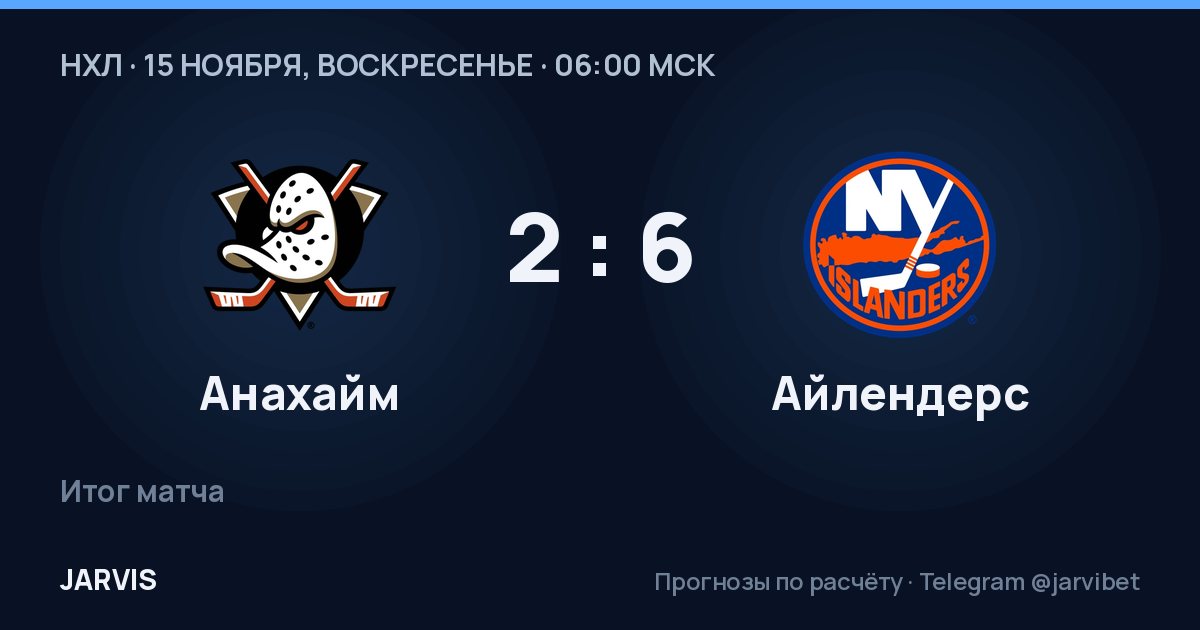 НХЛ · 15 НОЯБРЯ, ВОСКРЕСЕНЬЕ · 06:00 МСК
2 : 6
NY
ISLANDERS
Анахайм
Айлендерс
Итог матча
JARVIS
Прогнозы по расчёту · Telegram @jarvibet